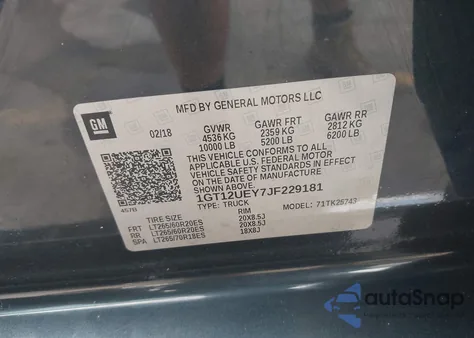 MFD BY GENERAL MOTORS LLC
GM
02/18
GVWR GAWR FRT GAWR RR
4536 KG 2359 KG 2812 KG
10000 LB 5200 LB 6200 LB
THIS VEHICLE CONFORMS TO ALL
APPLICABLE U.S. FEDERAL MOTOR
VEHICLE SAFETY STANDARDS IN
EFFECT ON THE DATE OF
MANUFACTURE SHOWN ABOVE.
1GT12UEY7JF229181
TYPE: TRUCK MODEL: 71TK25743
TIRE SIZE RIM
FRT LT265/60R20ES 20X8.5J
RR LT265/60R20ES 20X8.5J
SPA LT265/70R18ES 18X8J
autoSnap